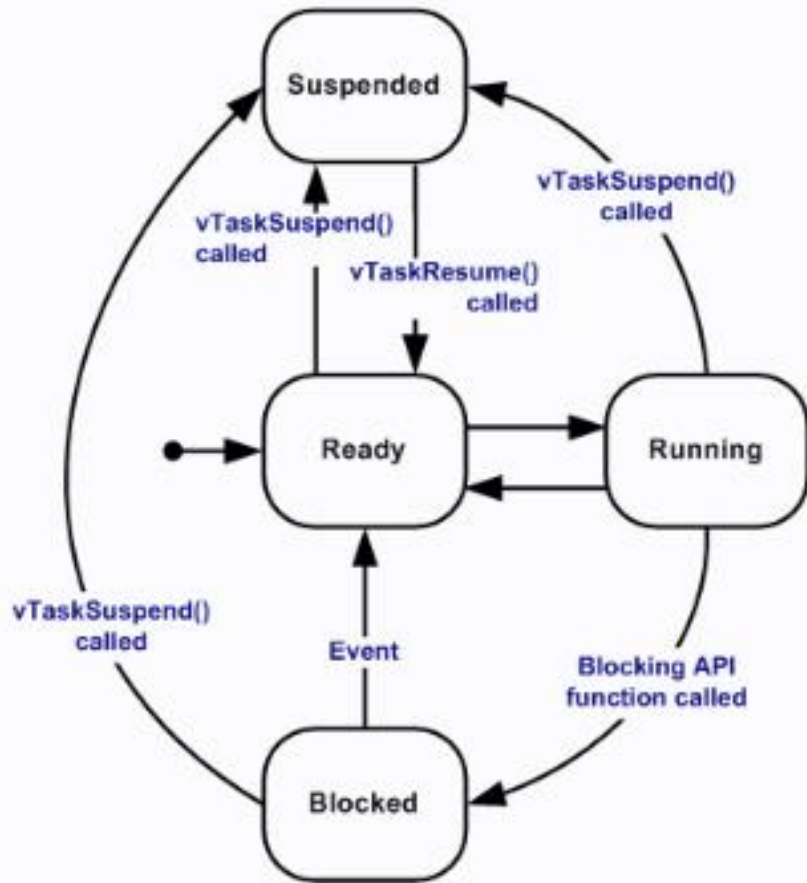 Suspended
vTaskSuspend()
called
vTaskSuspend()
called
vTaskResume()
called
Ready
Running
vTaskSuspend()
called
Event
Blocking API
function called
Blocked